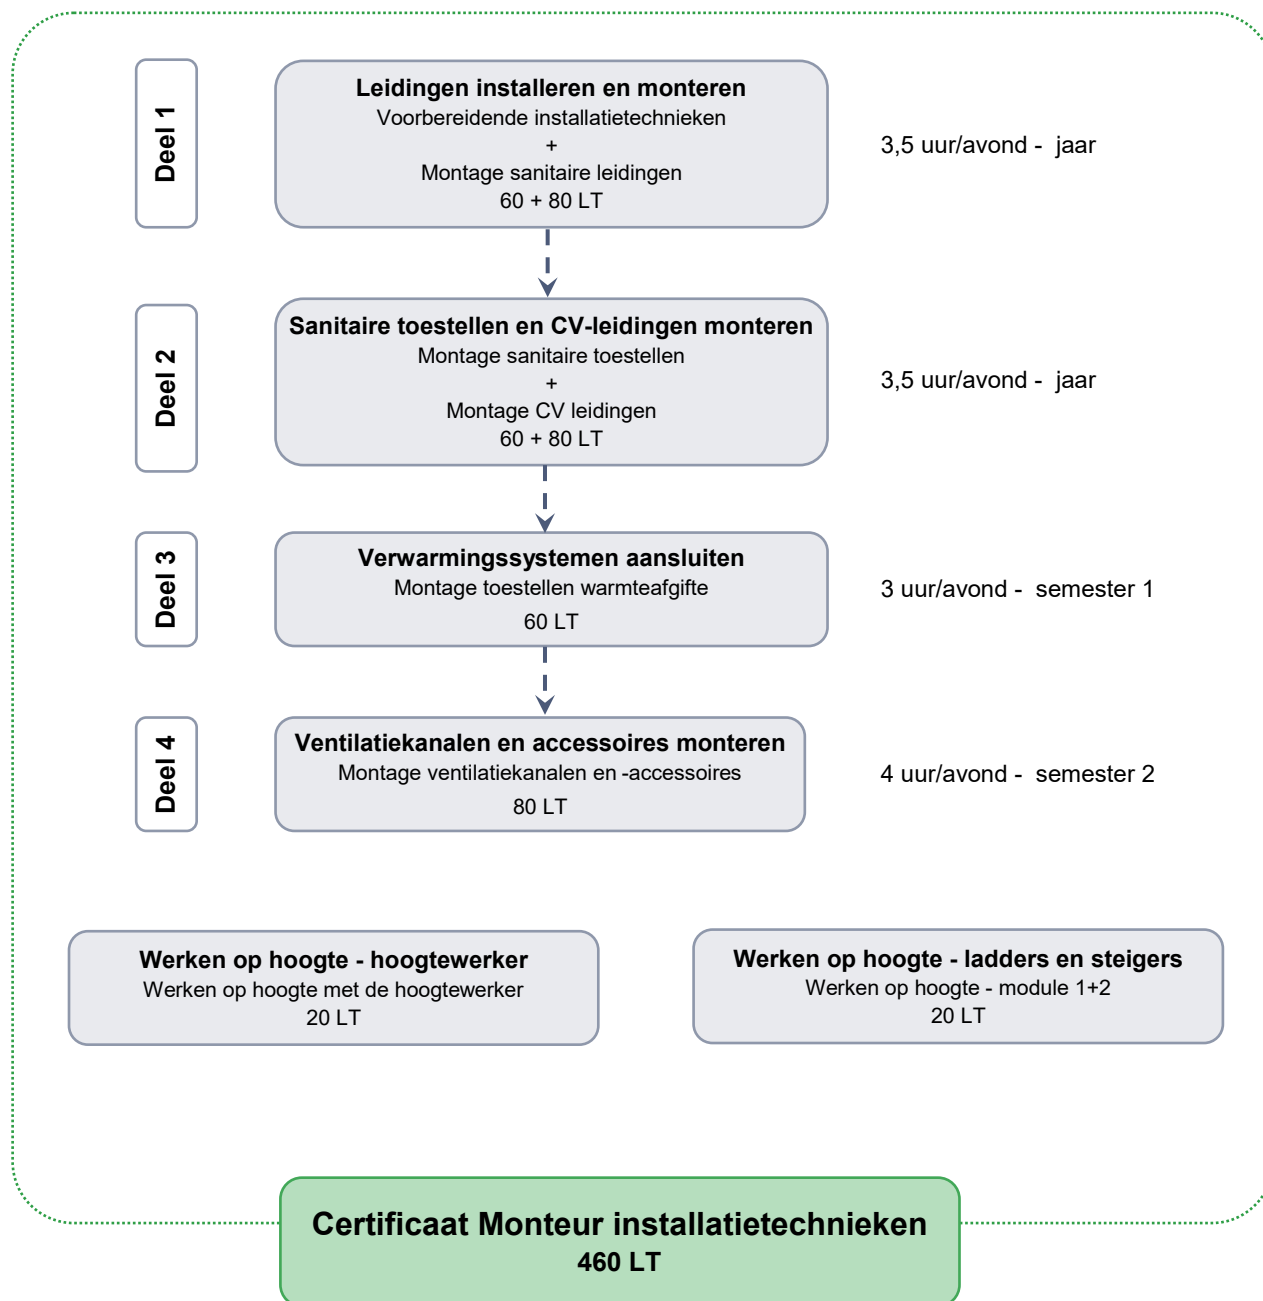 Deel 1
Leidingen installeren en monteren
Voorbereidende installatietechnieken
+
Montage sanitaire leidingen
60 + 80 LT
3,5 uur/avond - jaar
Deel 2
Sanitaire toestellen en CV-leidingen monteren
Montage sanitaire toestellen
+
Montage CV leidingen
60 + 80 LT
3,5 uur/avond - jaar
Deel 3
Verwarmingssystemen aansluiten
Montage toestellen warmteafgifte
60 LT
3 uur/avond - semester 1
Deel 4
Ventilatiekanalen en accessoires monteren
Montage ventilatiekanalen en -accessoires
80 LT
4 uur/avond - semester 2
Werken op hoogte - hoogtewerker
Werken op hoogte met de hoogtewerker
20 LT
Werken op hoogte - ladders en steigers
Werken op hoogte - module 1+2
20 LT
Certificaat Monteur installatietechnieken
460 LT